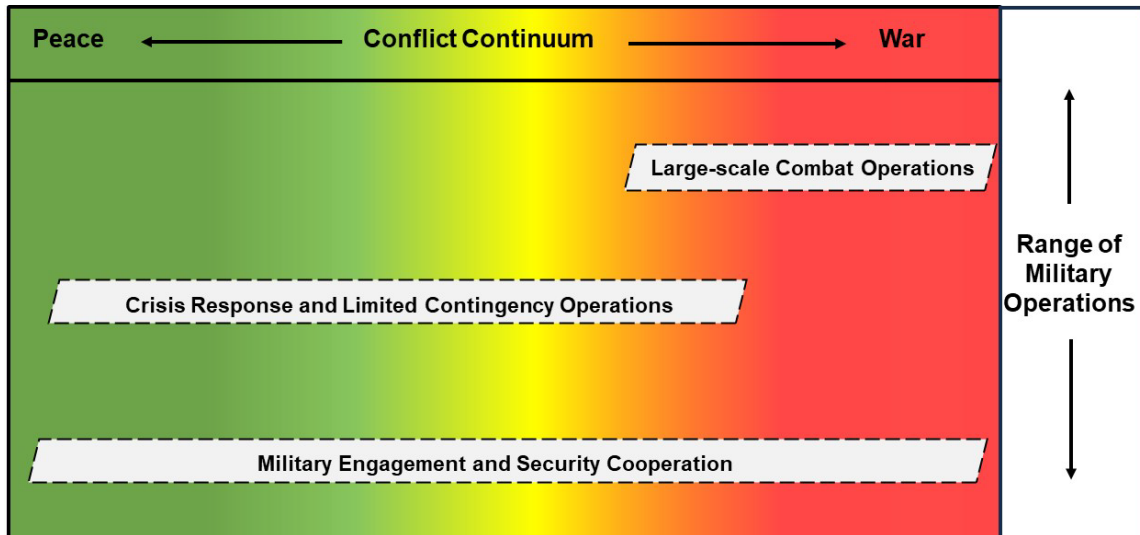 Peace
Conflict Continuum
War
Large-scale Combat Operations
Range of
Military
Operations
Crisis Response and Limited Contingency Operations
Military Engagement and Security Cooperation